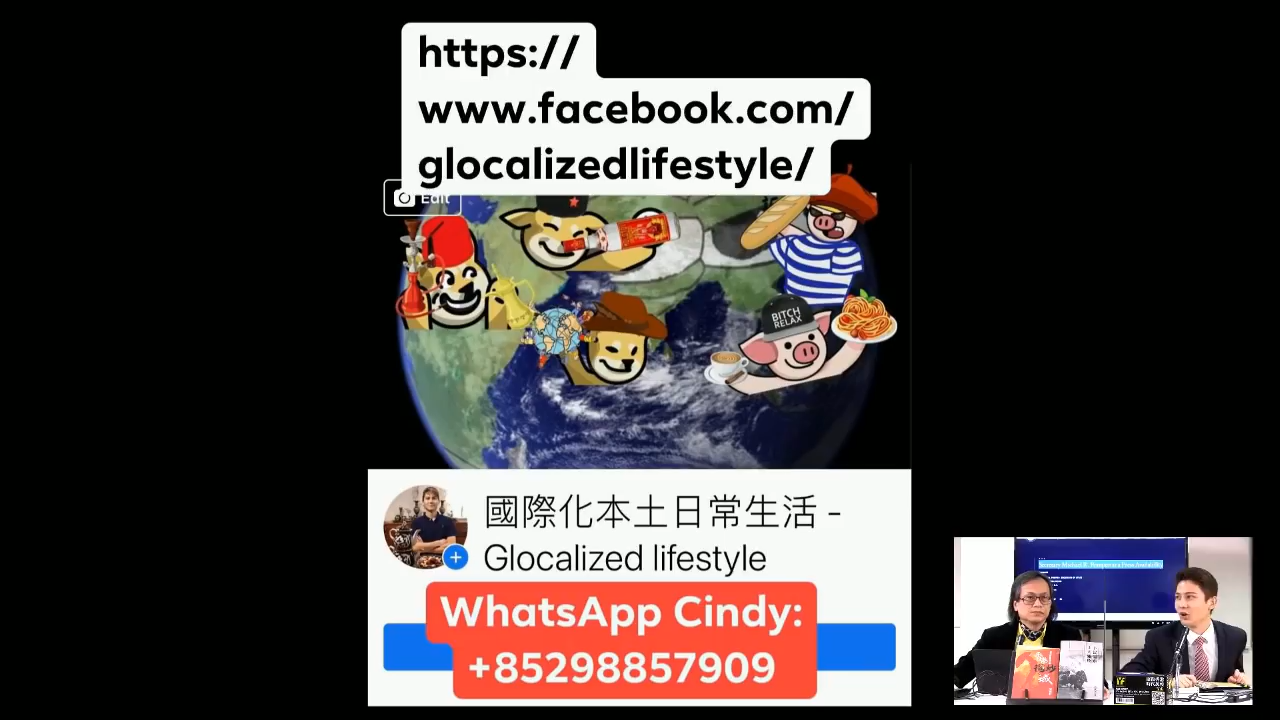 https://
www.facebook.com/
glocalizedlifestyle/
Edit
BITCH
RELAX
國際化本土日常生活 -
Glocalized lifestyle
WhatsApp Cindy:
+85298857909